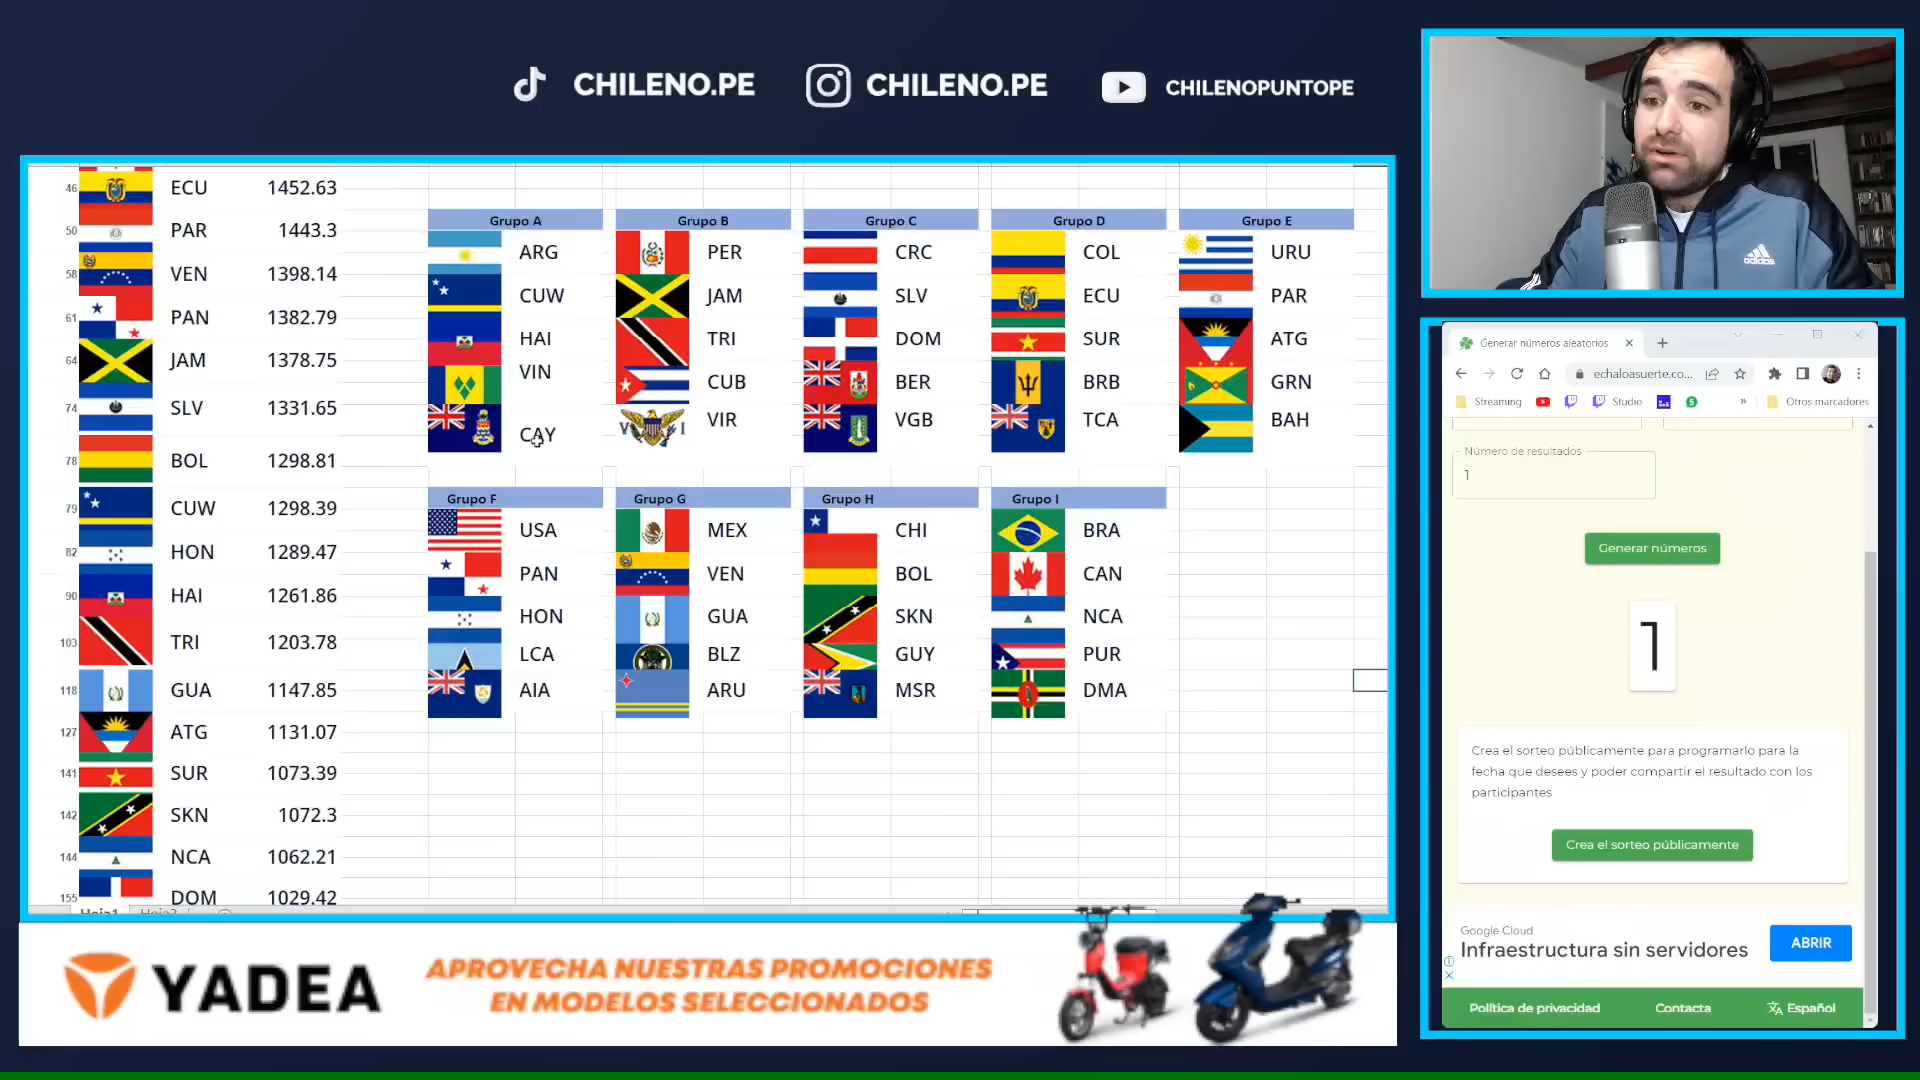 CHILENO.PE CHILENO.PE CHILENOPUNTOPE
46 ECU 1452.63
50 PAR 1443.3
58 VEN 1398.14
61 PAN 1382.79
64 JAM 1378.75
74 SLV 1331.65
78 BOL 1298.81
79 CUW 1298.39
82 HON 1289.47
90 HAI 1261.86
103 TRI 1203.78
118 GUA 1147.85
127 ATG 1131.07
141 SUR 1073.39
142 SKN 1072.3
144 NCA 1062.21
155 DOM 1029.42
Hoja1 Hoja2
Grupo A Grupo B Grupo C Grupo D Grupo E
ARG PER CRC COL URU
CUW JAM SLV ECU PAR
HAI TRI DOM SUR ATG
VIN CUB BER BRB GRN
CAY V I VIR VGB TCA BAH
Grupo F Grupo G Grupo H Grupo I
USA MEX CHI BRA
PAN VEN BOL CAN
HON GUA SKN NCA
LCA BLZ GUY PUR
AIA ARU MSR DMA
adidas
Generar números aleatorios
echaloasuerte.co...
Streaming Studio S » Otros marcadores
Número de resultados
1
Generar números
1
Crea el sorteo públicamente para programarlo para la
fecha que desees y poder compartir el resultado con los
participantes
Crea el sorteo públicamente
Google Cloud
Infraestructura sin servidores
ABRIR
Política de privacidad Contacta Español
YADEA
APROVECHA NUESTRAS PROMOCIONES
EN MODELOS SELECCIONADOS